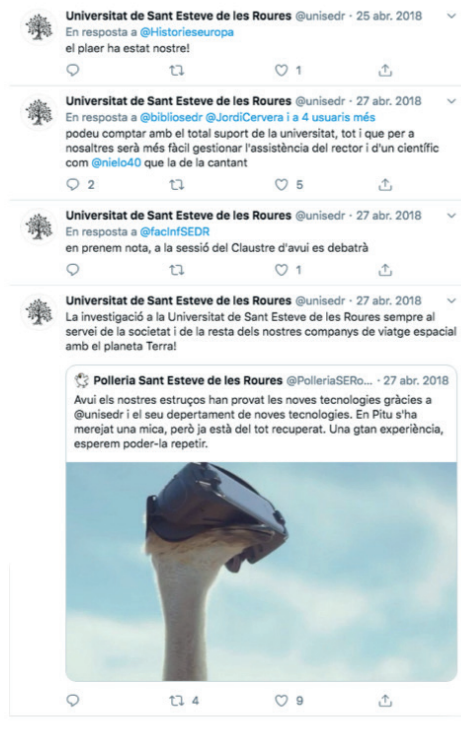 Universitat de Sant Esteve de les Roures @unisedr · 25 abr. 2018
En resposta a @Historieseuropa
el plaer ha estat nostre!
1
Universitat de Sant Esteve de les Roures @unisedr · 27 abr. 2018
En resposta a @bibliosedr @JordiCervera i a 4 usuaris més
podeu comptar amb el total suport de la universitat, tot i que per a
nosaltres serà més fàcil gestionar l'assistència del rector i d'un científic
com @nielo40 que la de la cantant
2 5
Universitat de Sant Esteve de les Roures @unisedr · 27 abr. 2018
En resposta a @facInfSEDR
en prenem nota, a la sessió del Claustre d'avui es debatrà
1
Universitat de Sant Esteve de les Roures @unisedr · 27 abr. 2018
La investigació a la Universitat de Sant Esteve de les Roures sempre al
servei de la societat i de la resta dels nostres companys de viatge espacial
amb el planeta Terra!
Polleria Sant Esteve de les Roures @PolleriaSERo... · 27 abr. 2018
Avui els nostres estruços han provat les noves tecnologies gràcies a
@unisedr i el seu depertament de noves tecnologies. En Pitu s'ha
merejat una mica, però ja està del tot recuperat. Una gtan experiència,
esperem poder-la repetir.
4 9